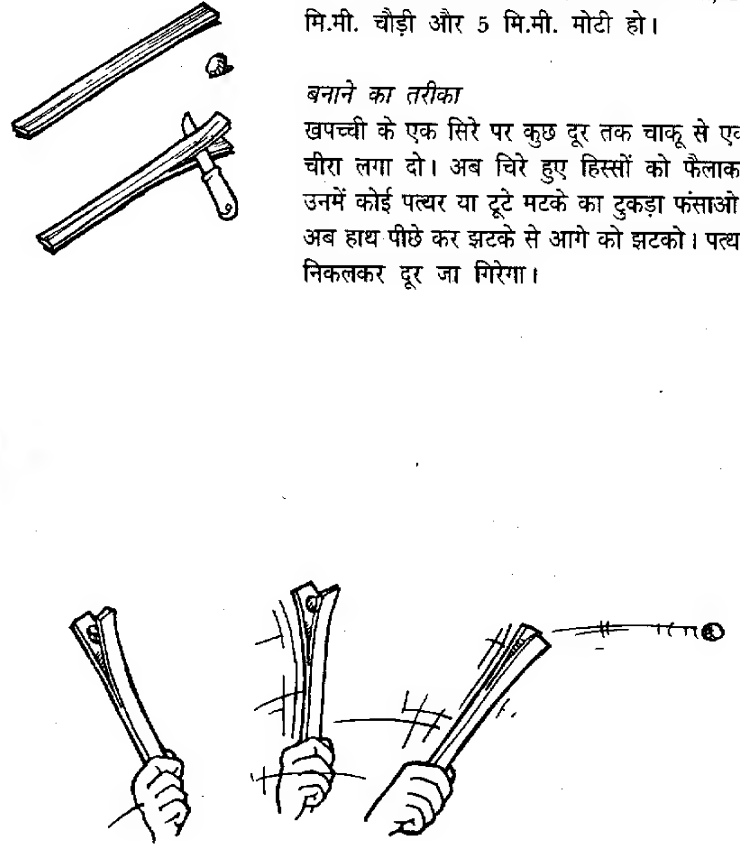 मि.मी. चौड़ी और 5 मि.मी. मोटी हो।
बनाने का तरीका
खपच्ची के एक सिरे पर कुछ दूर तक चाकू से
चीरा लगा दो। अब चिरे हुए हिस्सों को
उनमें कोई पत्थर या टूटे मटके का टुकड़ा फंसाओ
अब हाथ पीछे कर झटके से आगे को झटको।
निकलकर दूर जा गिरेगा।